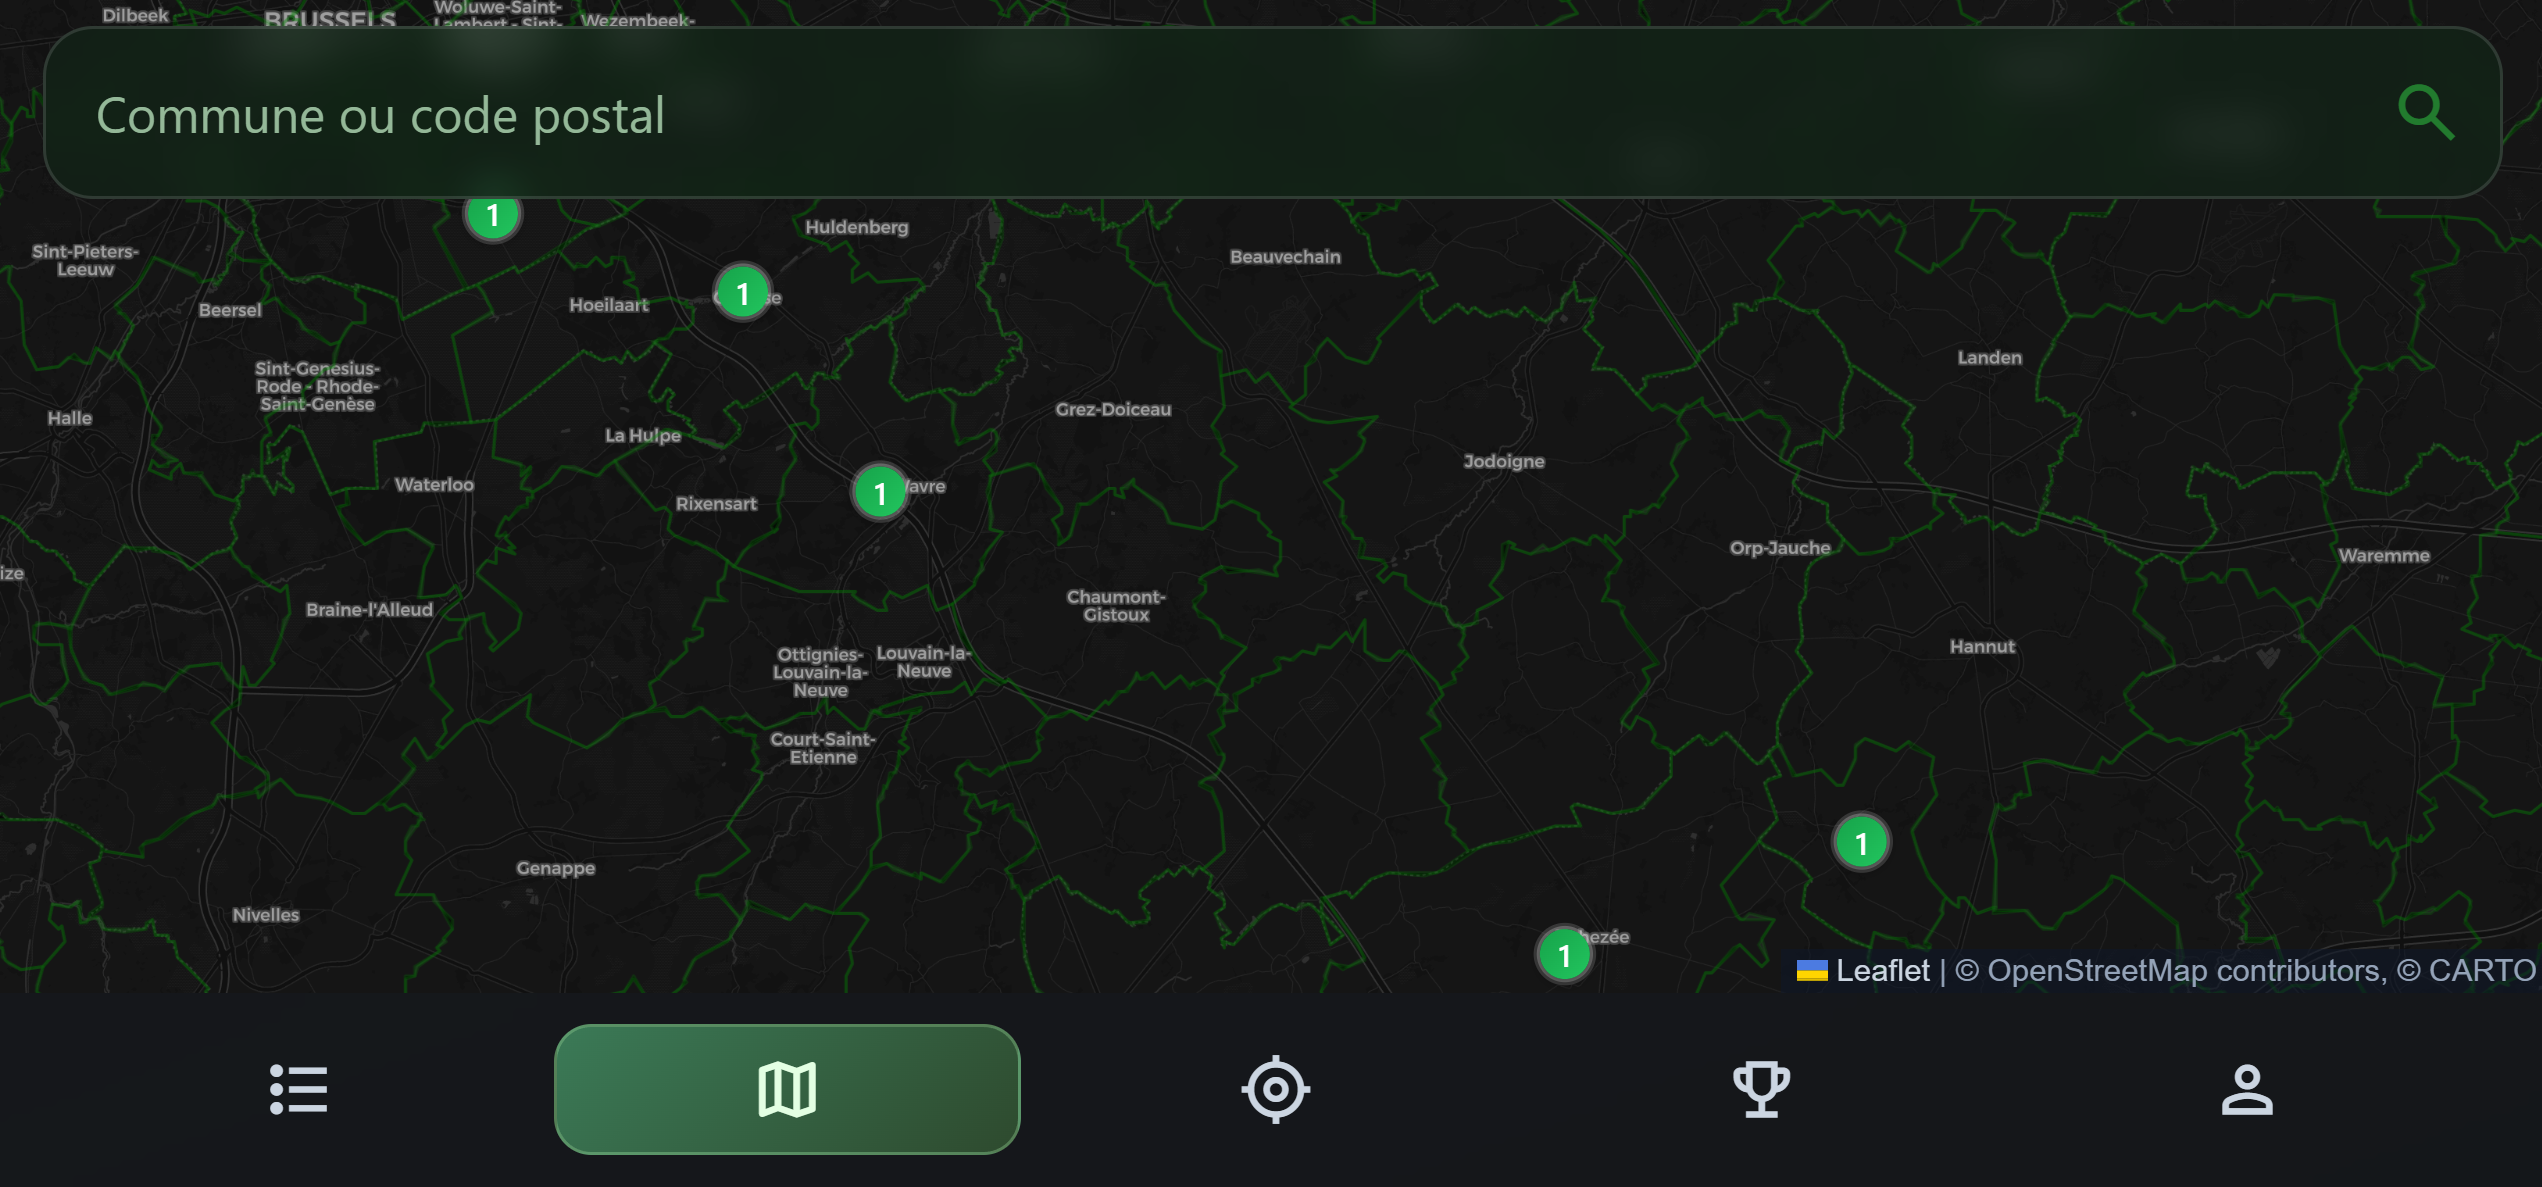 Dilbeek
BRUSSELS
Woluwe-Saint-
Lambert - Sint-
Wezembeek-
Commune ou code postal
1
Huldenberg
Sint-Pieters-
Leeuw
Beauvechain
1
Hoeilaart
Beersel
Landen
Sint-Genesius-
Rode - Rhode-
Saint-Genèse
Halle
Grez-Doiceau
La Hulpe
Jodoigne
Waterloo
1
Rixensart
Orp-Jauche
Waremme
Braine-l'Alleud
Chaumont-
Gistoux
Hannut
Ottignies-
Louvain-la-
Neuve
Louvain-la-
Neuve
Court-Saint-
Etienne
1
Genappe
Nivelles
1
Leaflet | © OpenStreetMap contributors, © CARTO